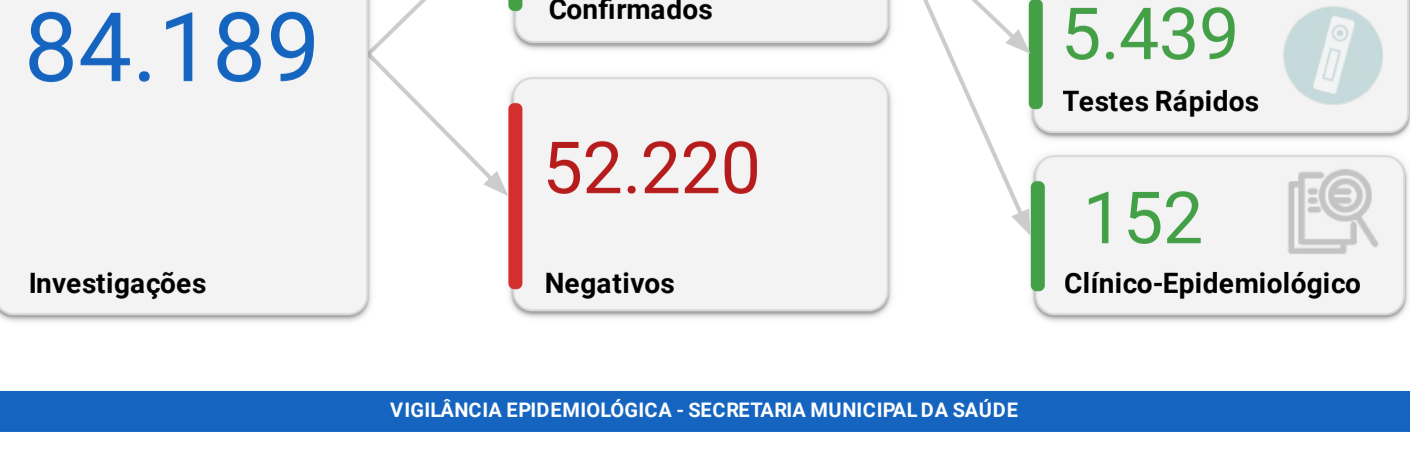 84.189
Investigações
Confirmados
52.220
Negativos
5.439
Testes Rápidos
152
Clínico-Epidemiológico
VIGILÂNCIA EPIDEMIOLÓGICA - SECRETARIA MUNICIPAL DA SAÚDE